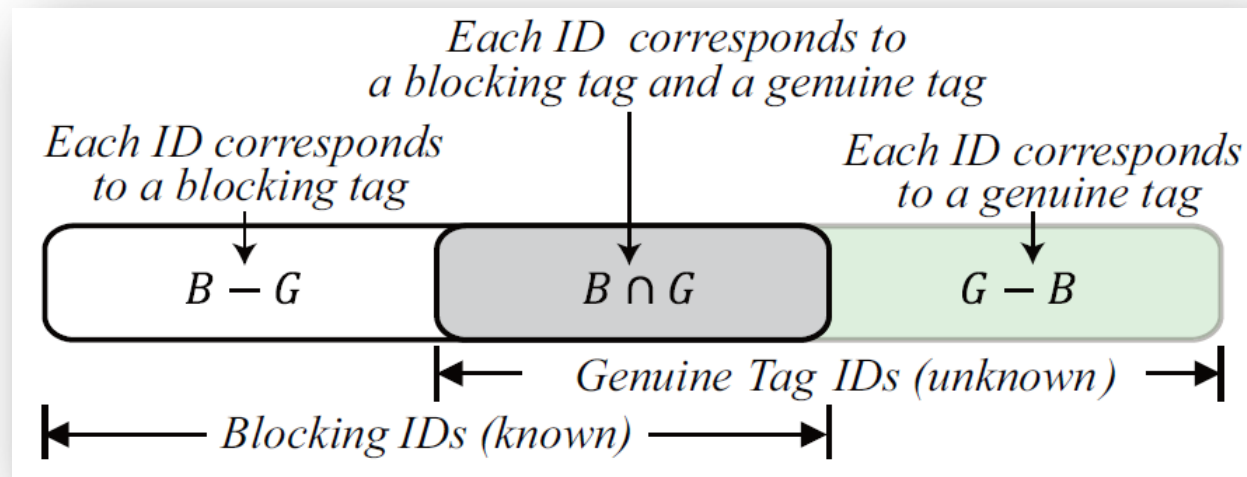 Each ID corresponds to
a blocking tag and a genuine tag
Each ID corresponds
to a blocking tag
Each ID corresponds
to a genuine tag
B − G
B ∩ G
G − B
Genuine Tag IDs (unknown)
Blocking IDs (known)